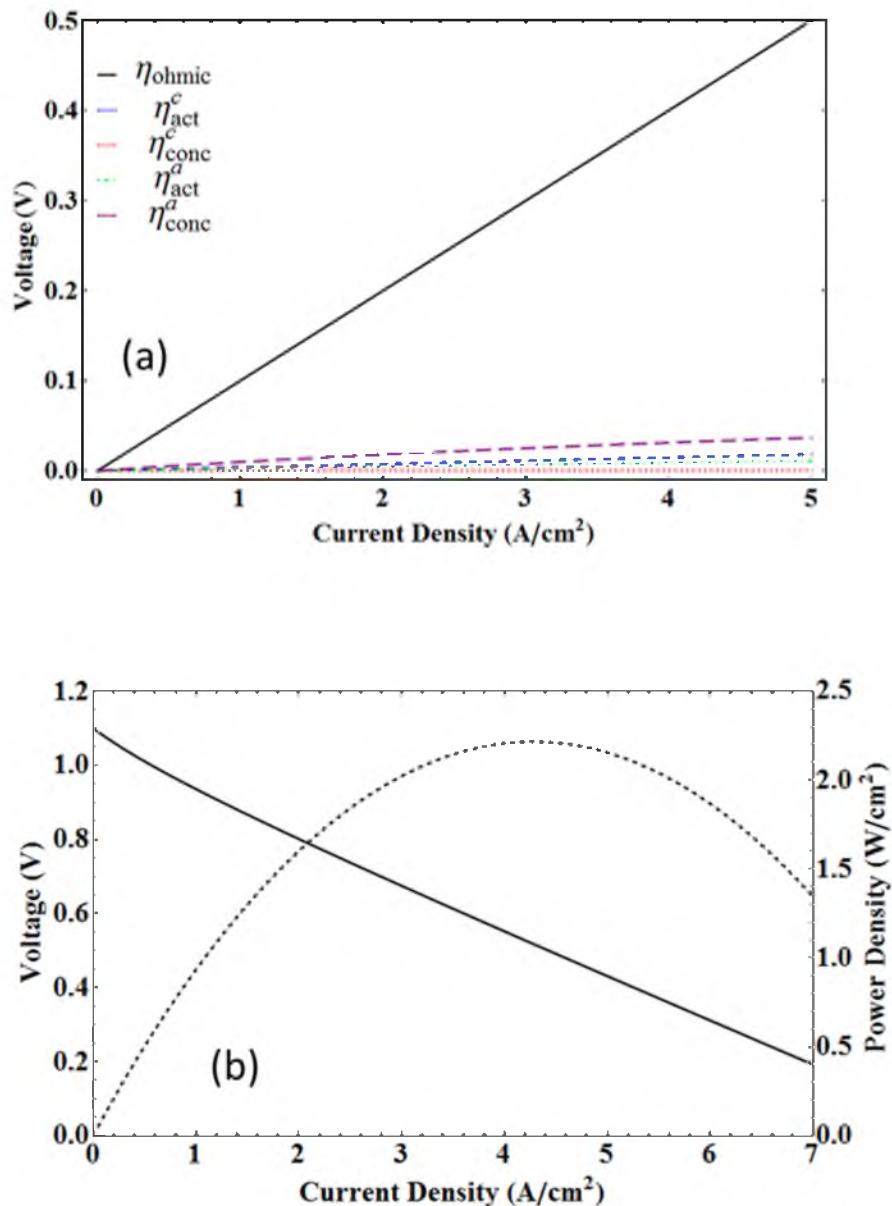 0.5
η_ohmic
0.4
η^c_act
η^c_conc
0.3
η^a_act
η^a_conc
0.2
Voltage (V)
(a)
0.1
0.0
0 1 2 3 4 5
Current Density (A/cm²)
1.2 2.5
1.0 2.0
0.8
1.5
0.6
1.0
0.4
0.2 0.5
0.0 0.0
Voltage (V)
Power Density (W/cm²)
(b)
0 1 2 3 4 5 6 7
Current Density (A/cm²)